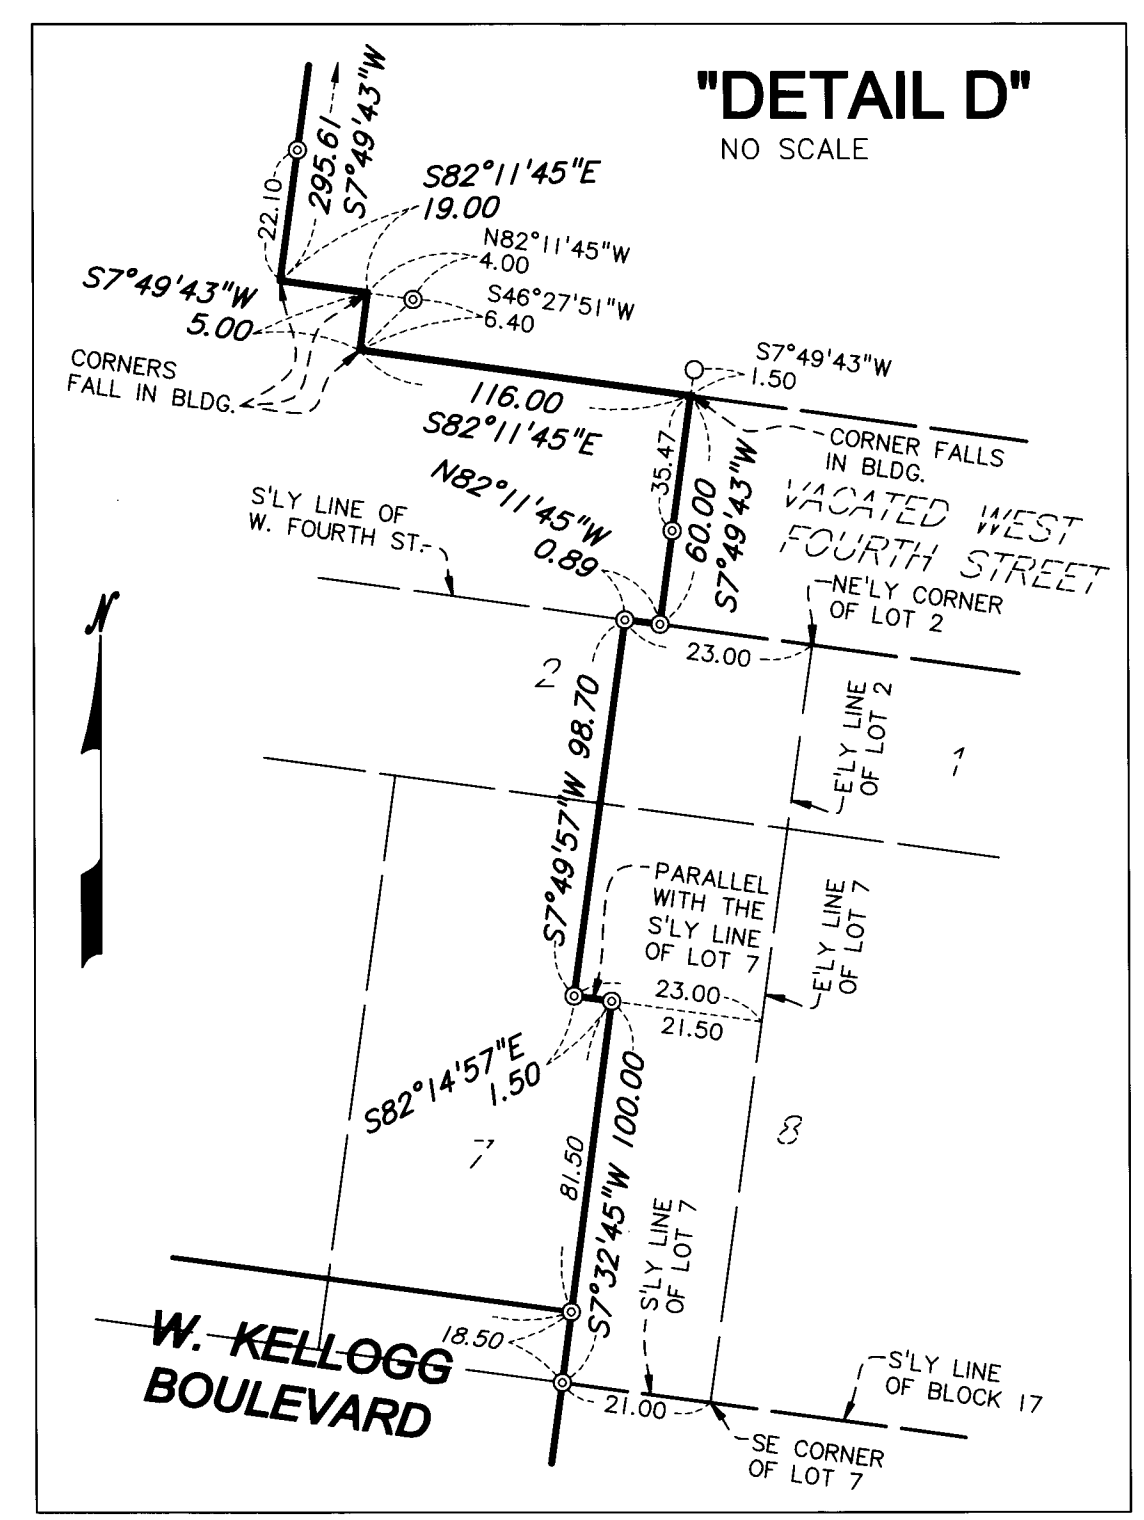 "DETAIL D"
NO SCALE
22.10
295.61
S7°49'43"W
S82°11'45"E
19.00
N82°11'45"W
4.00
S7°49'43"W
5.00
S46°27'51"W
6.40
CORNERS
FALL IN BLDG.
S7°49'43"W
1.50
116.00
S82°11'45"E
CORNER FALLS
IN BLDG.
35.47
60.00
S7°49'43"W
N82°11'45"W
0.89
VACATED WEST
FOURTH STREET
S'LY LINE OF
W. FOURTH ST.
NE'LY CORNER
OF LOT 2
23.00
N
2
1
E'LY LINE
OF LOT 2
S7°49'57"W 98.70
PARALLEL
WITH THE
S'LY LINE
OF LOT 7
E'LY LINE
OF LOT 7
23.00
21.50
S82°14'57"E
1.50
7
8
81.50
S7°32'45"W 100.00
S'LY LINE
OF LOT 7
W. KELLOGG
BOULEVARD
18.50
21.00
S'LY LINE
OF BLOCK 17
SE CORNER
OF LOT 7